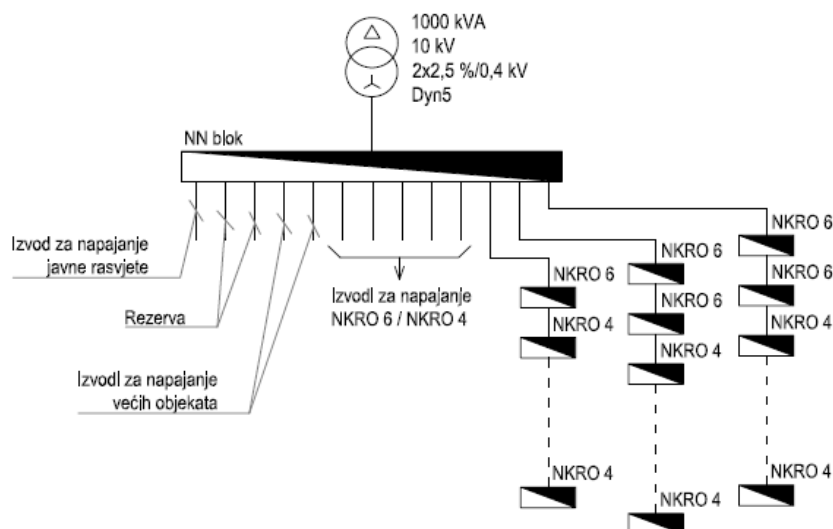 1000 kVA
10 kV
2x2,5 %/0,4 kV
Dyn5
NN blok
Izvod za napajanje
javne rasvjete
Rezerva
Izvodi za napajanje
većih objekata
Izvodi za napajanje
NKRO 6 / NKRO 4
NKRO 6
NKRO 4
NKRO 4
NKRO 6
NKRO 6
NKRO 4
NKRO 4
NKRO 6
NKRO 6
NKRO 4
NKRO 4